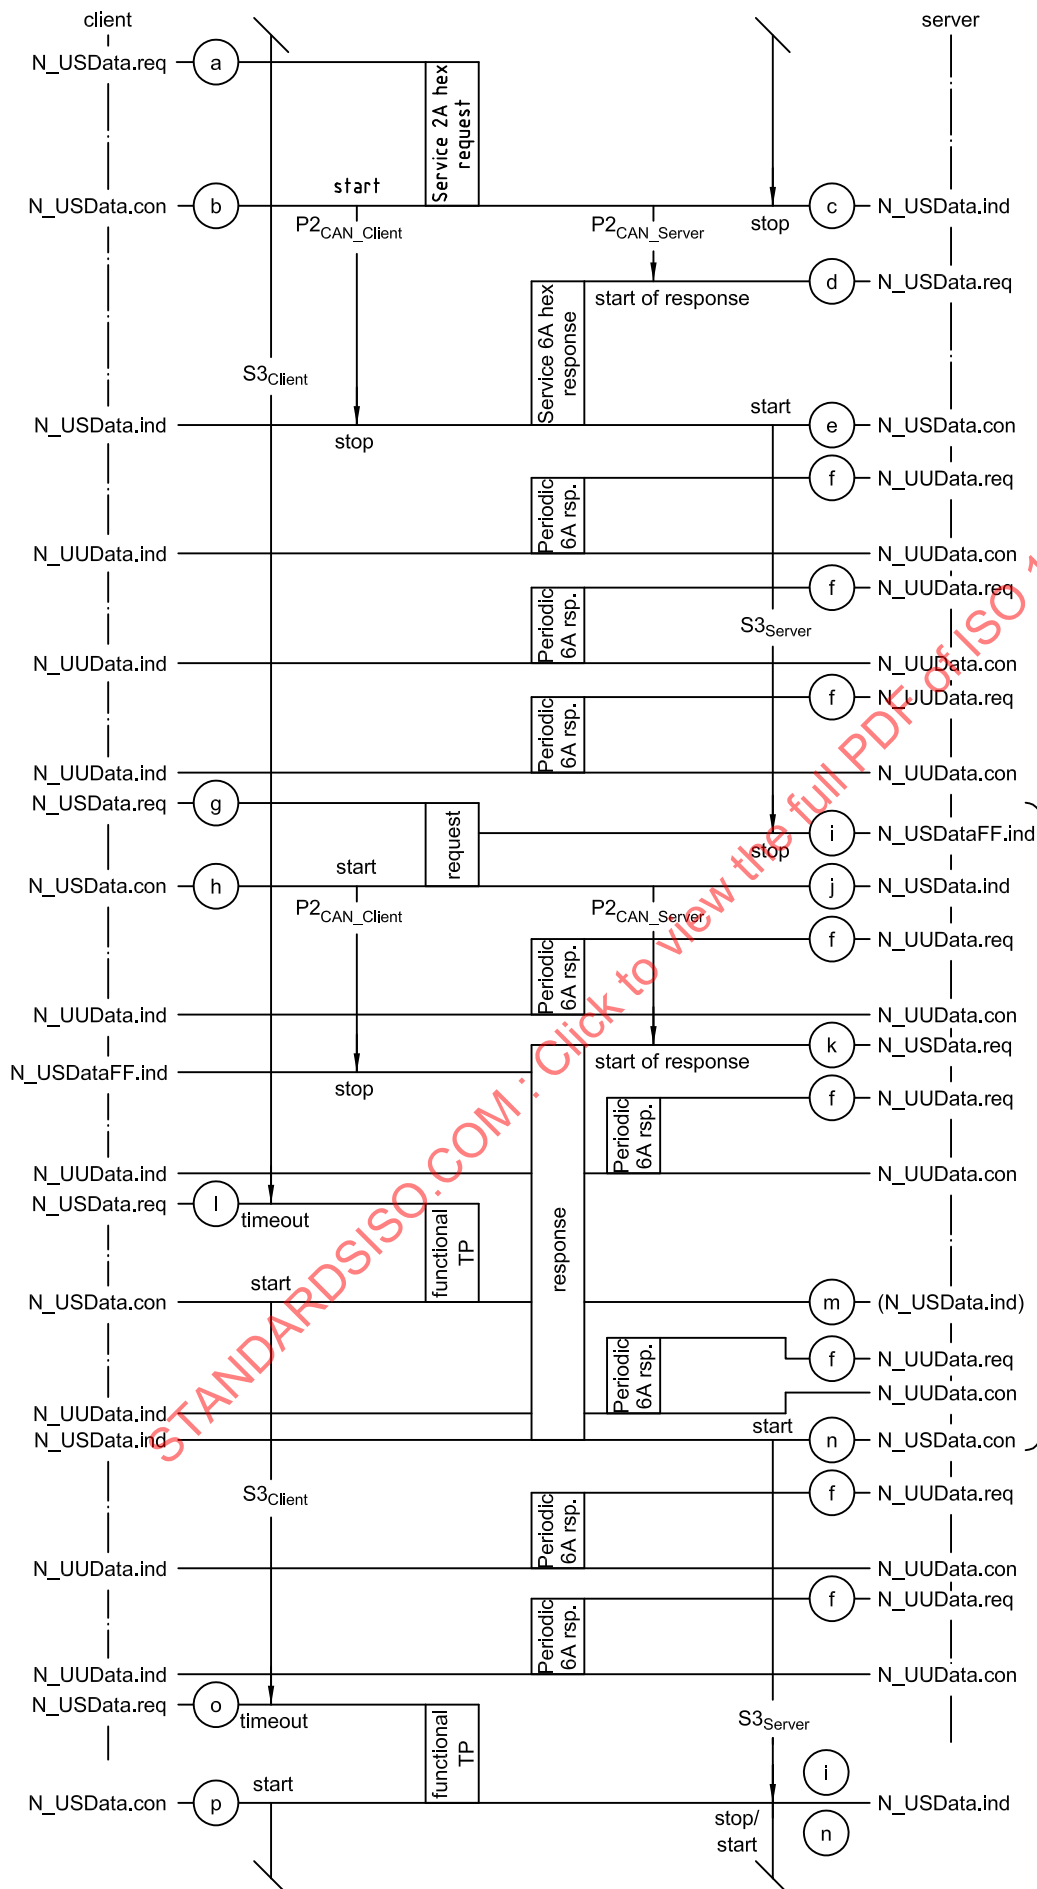 client server
N_USData.req a
Service 2A hex
request
start
N_USData.con b c N_USData.ind
P2CAN_Client P2CAN_Server stop
d N_USData.req
start of response
Service 6A hex
response
S3Client
start
N_USData.ind e N_USData.con
stop
f N_UUData.req
Periodic
6A rsp.
N_UUData.ind N_UUData.con
f N_UUData.req
Periodic
6A rsp.
S3Server
N_UUData.ind N_UUData.con
f N_UUData.req
Periodic
6A rsp.
N_UUData.ind N_UUData.con
N_USData.req g
request
i N_USDataFF.ind
stop
start
N_USData.con h j N_USData.ind
P2CAN_Client P2CAN_Server
f N_UUData.req
Periodic
6A rsp.
N_UUData.ind N_UUData.con
k N_USData.req
start of response
N_USDataFF.ind
stop
f N_UUData.req
Periodic
6A rsp.
N_UUData.ind N_UUData.con
N_USData.req l
timeout
functional
TP
response
start
N_USData.con m (N_USData.ind)
f N_UUData.req
Periodic
6A rsp.
N_UUData.con
N_UUData.ind
start
N_USData.ind n N_USData.con
S3Client
f N_UUData.req
Periodic
6A rsp.
N_UUData.ind N_UUData.con
f N_UUData.req
Periodic
6A rsp.
N_UUData.ind N_UUData.con
N_USData.req o
timeout
functional
TP
S3Server
i
start
N_USData.con p N_USData.ind
stop/
start
n
STANDARDSISO.COM : Click to view the full PDF of ISO